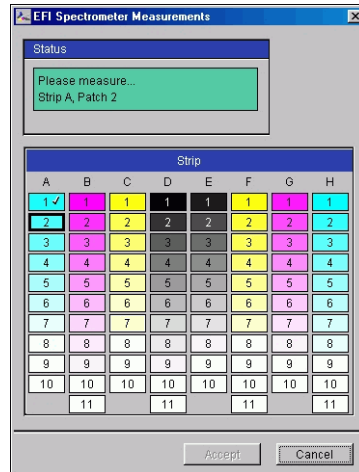 EFI Spectrometer Measurements
Status
Please measure...
Strip A, Patch 2
Strip
A B C D E F G H
1✓ 1 1 1 1 1 1 1
2 2 2 2 2 2 2 2
3 3 3 3 3 3 3 3
4 4 4 4 4 4 4 4
5 5 5 5 5 5 5 5
6 6 6 6 6 6 6 6
7 7 7 7 7 7 7 7
8 8 8 8 8 8 8 8
9 9 9 9 9 9 9 9
10 10 10 10 10 10 10 10
11 11 11 11
Accept Cancel